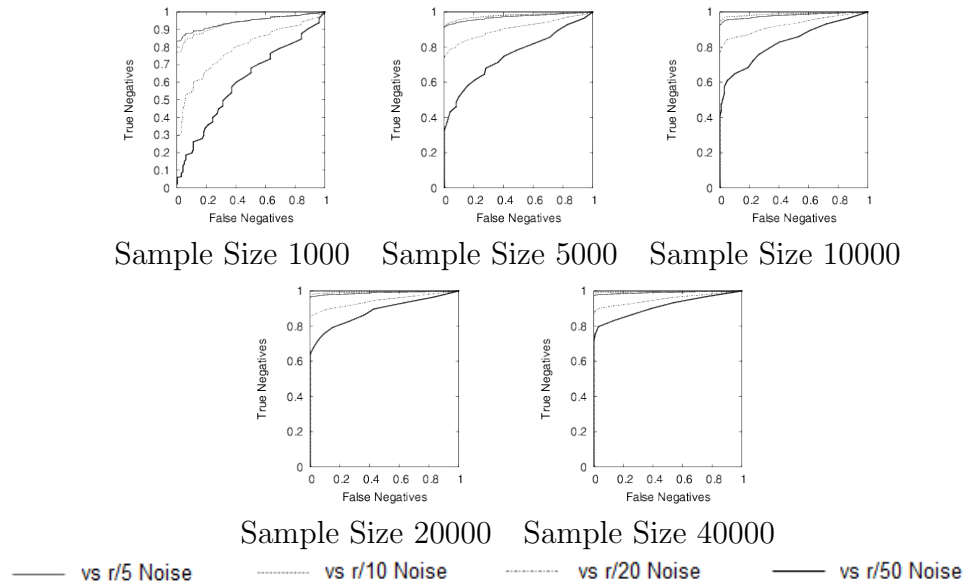 1
0.9
0.8
0.7
0.6
0.5
0.4
0.3
0.2
0.1
0
0 0.2 0.4 0.6 0.8 1
True Negatives
False Negatives
1
0.8
0.6
0.4
0.2
0
0 0.2 0.4 0.6 0.8 1
True Negatives
False Negatives
1
0.8
0.6
0.4
0.2
0
0 0.2 0.4 0.6 0.8 1
True Negatives
False Negatives
Sample Size 1000
Sample Size 5000
Sample Size 10000
1
0.8
0.6
0.4
0.2
0
0 0.2 0.4 0.6 0.8 1
True Negatives
False Negatives
1
0.8
0.6
0.4
0.2
0
0 0.2 0.4 0.6 0.8 1
True Negatives
False Negatives
Sample Size 20000
Sample Size 40000
vs r/5 Noise
vs r/10 Noise
vs r/20 Noise
vs r/50 Noise